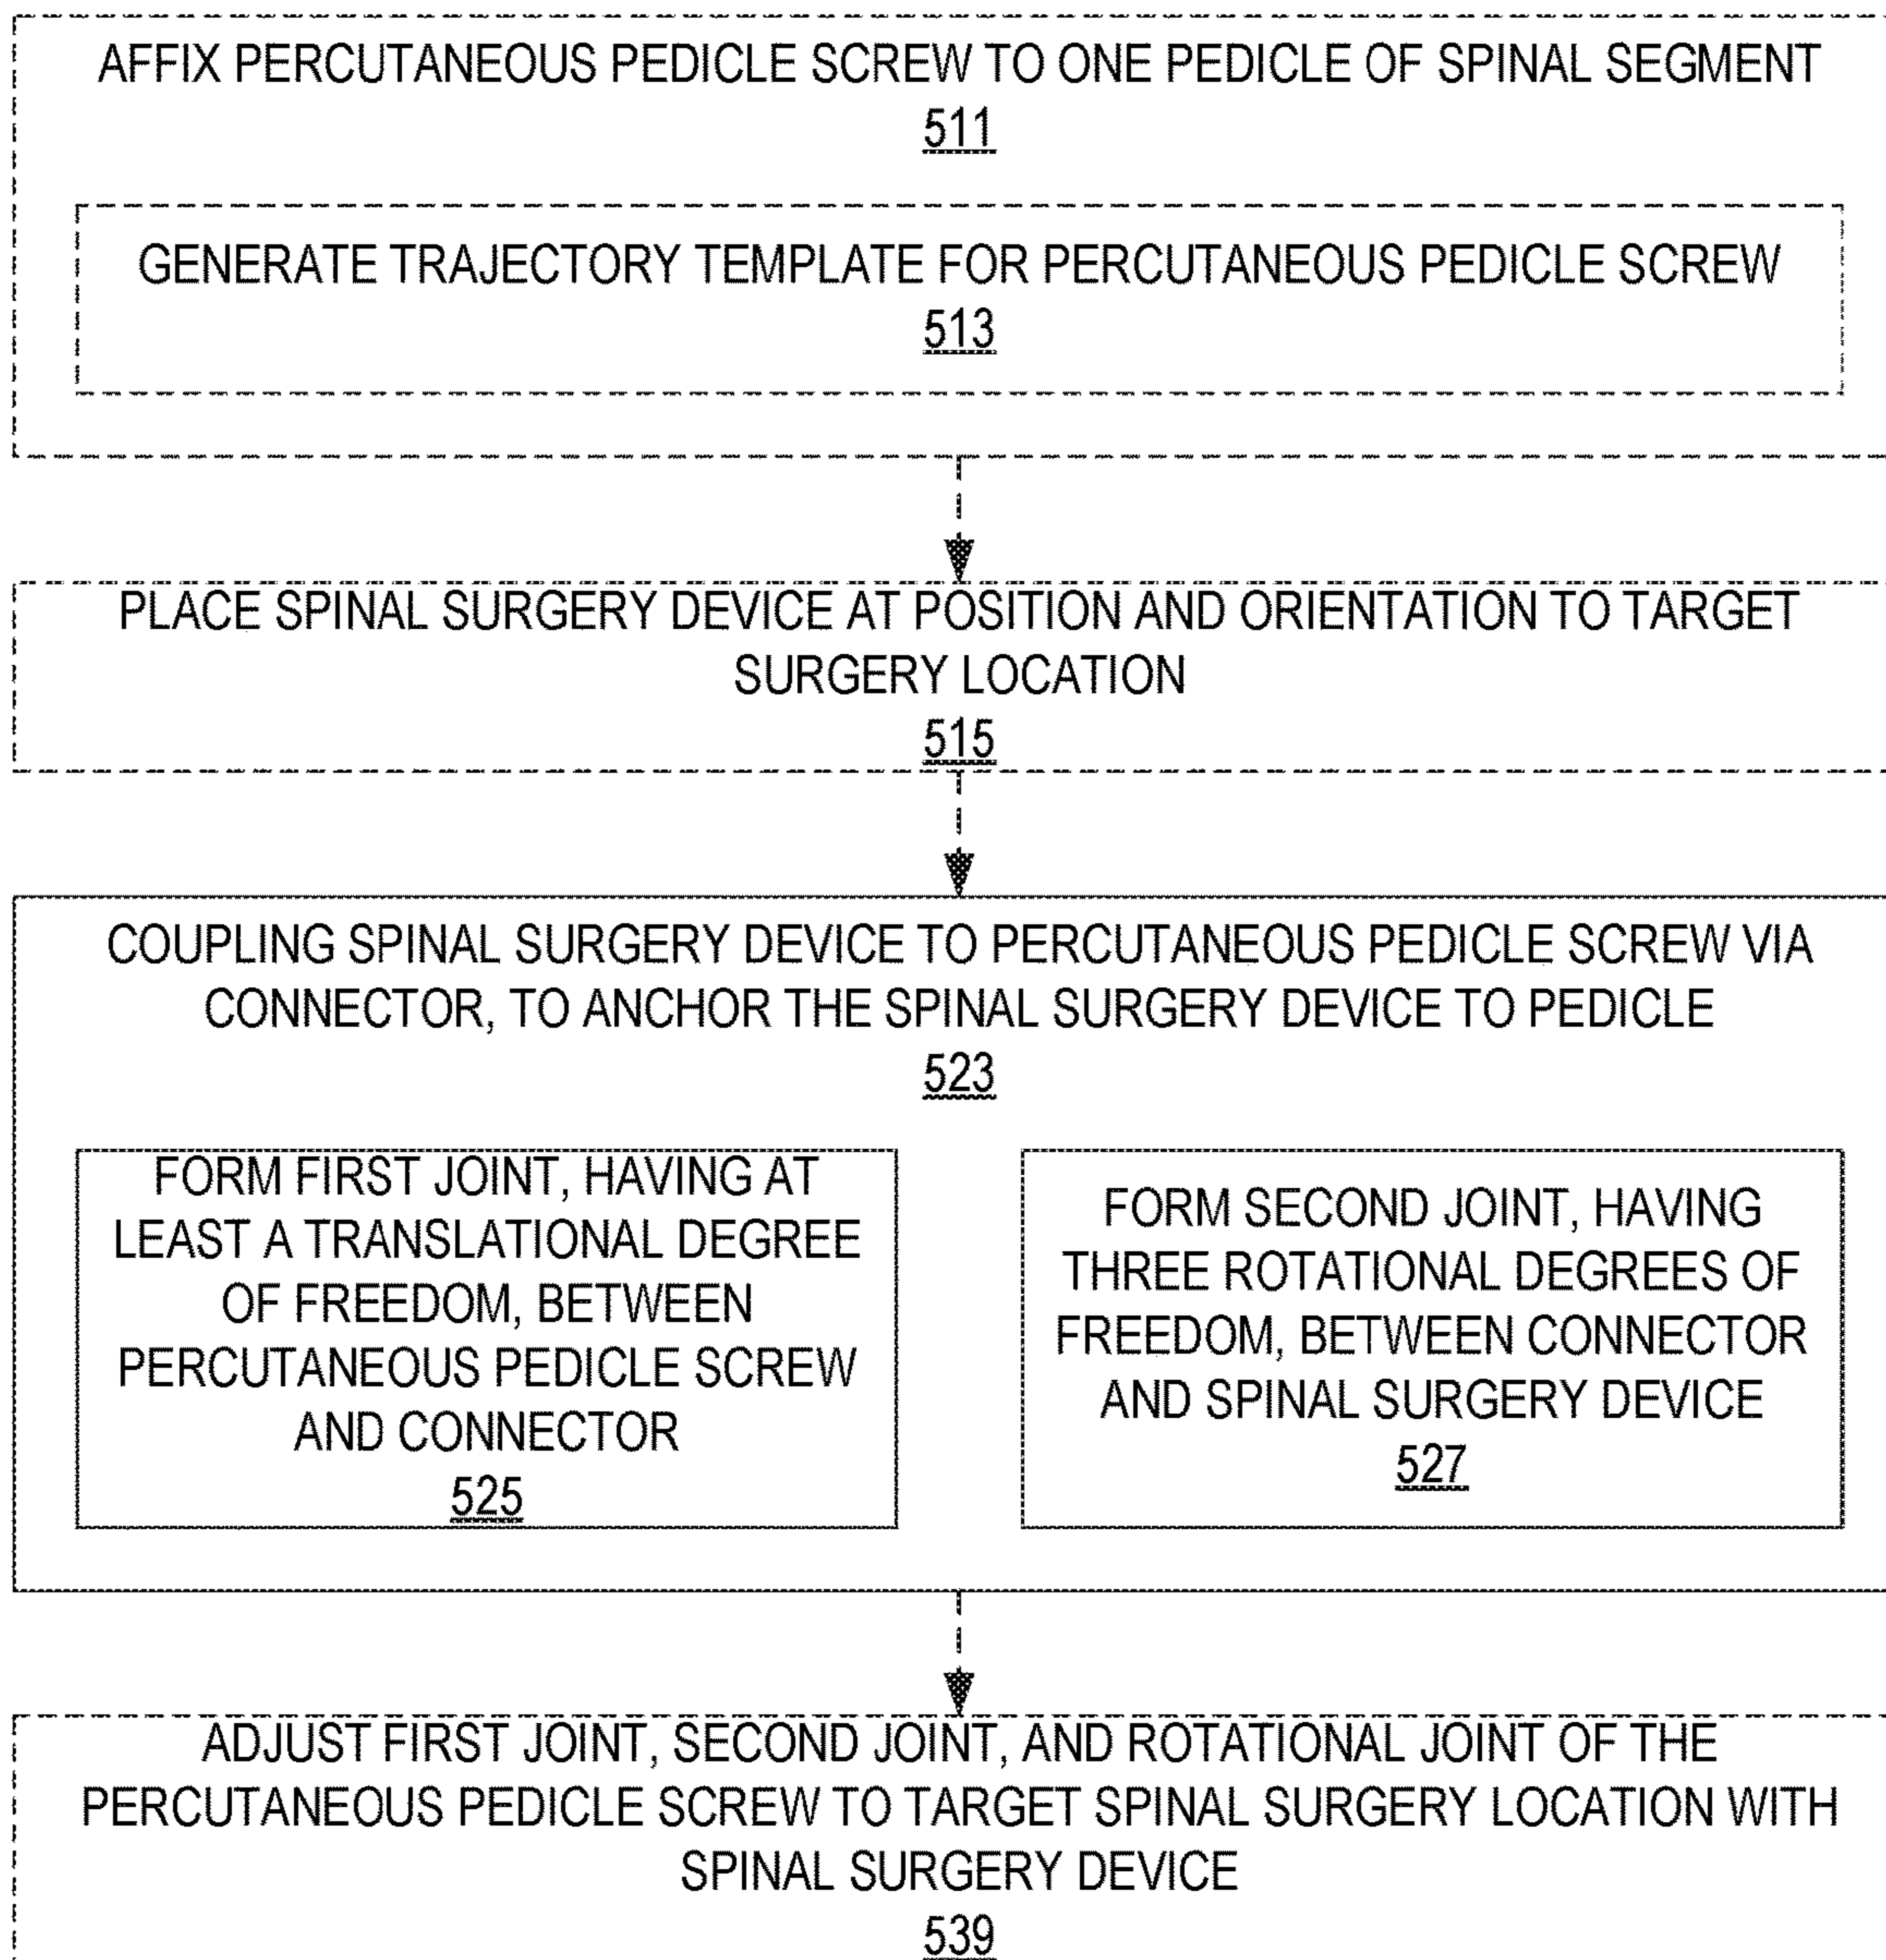 AFFIX PERCUTANEOUS PEDICLE SCREW TO ONE PEDICLE OF SPINAL SEGMENT
511
GENERATE TRAJECTORY TEMPLATE FOR PERCUTANEOUS PEDICLE SCREW
513
PLACE SPINAL SURGERY DEVICE AT POSITION AND ORIENTATION TO TARGET
SURGERY LOCATION
515
COUPLING SPINAL SURGERY DEVICE TO PERCUTANEOUS PEDICLE SCREW VIA
CONNECTOR, TO ANCHOR THE SPINAL SURGERY DEVICE TO PEDICLE
523
FORM FIRST JOINT, HAVING AT
LEAST A TRANSLATIONAL DEGREE
OF FREEDOM, BETWEEN
PERCUTANEOUS PEDICLE SCREW
AND CONNECTOR
525
FORM SECOND JOINT, HAVING
THREE ROTATIONAL DEGREES OF
FREEDOM, BETWEEN CONNECTOR
AND SPINAL SURGERY DEVICE
527
ADJUST FIRST JOINT, SECOND JOINT, AND ROTATIONAL JOINT OF THE
PERCUTANEOUS PEDICLE SCREW TO TARGET SPINAL SURGERY LOCATION WITH
SPINAL SURGERY DEVICE
539